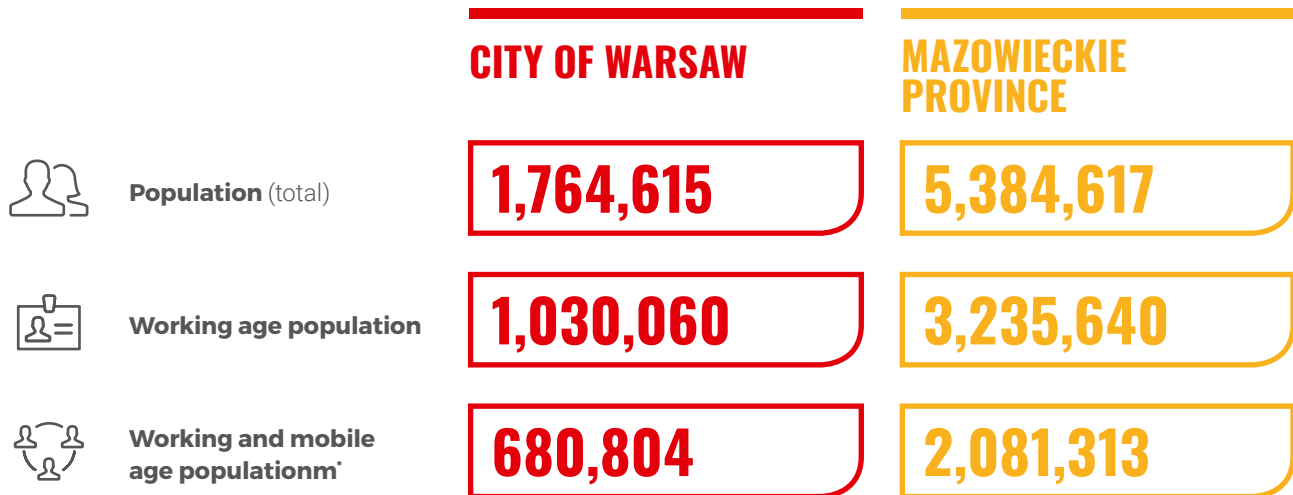 CITY OF WARSAW
MAZOWIECKIE
PROVINCE
Population (total)
1,764,615
5,384,617
Working age population
1,030,060
3,235,640
Working and mobile
age populationm*
680,804
2,081,313